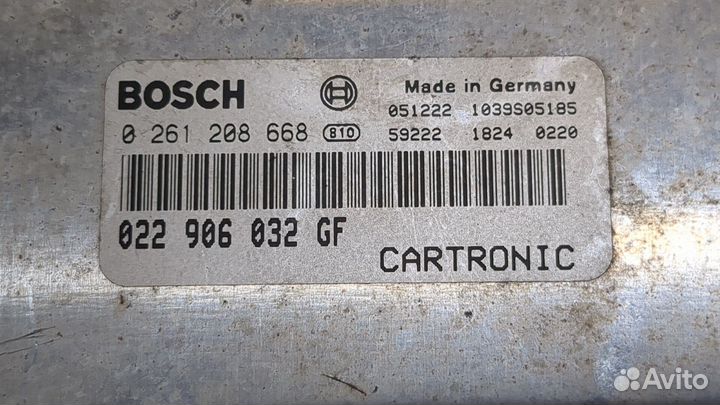 BOSCH
Made in Germany
051222 1039S05185
0 261 208 668 810 59222 1824 0220
022 906 032 GF
CARTRONIC
Avito